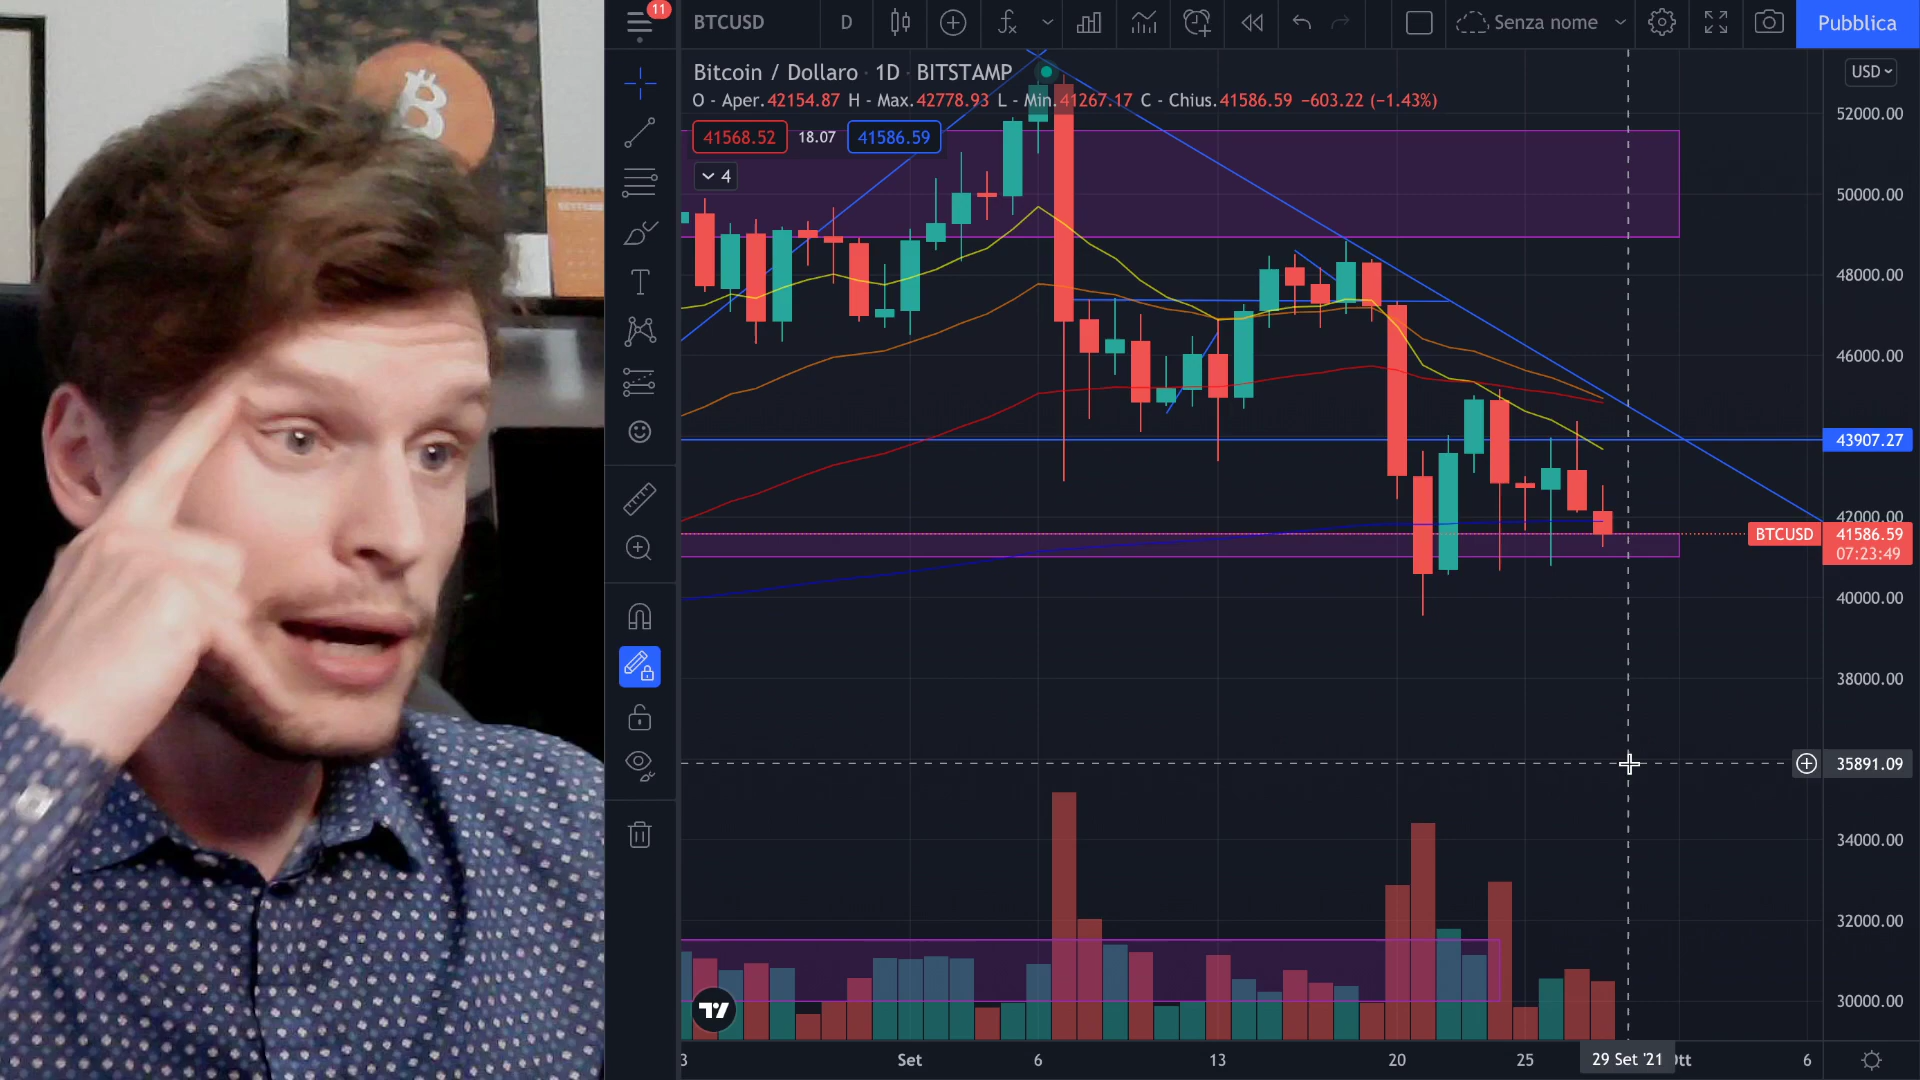 11
BTCUSD
D
Senza nome
Pubblica
Bitcoin / Dollaro · 1D · BITSTAMP
USD
O - Aper.42154.87 H - Max.42778.93 L - Min.41267.17 C - Chius.41586.59 −603.22 (−1.43%)
41568.52 18.07 41586.59
4
52000.00
50000.00
48000.00
46000.00
43907.27
42000.00
BTCUSD 41586.59
07:23:49
40000.00
38000.00
35891.09
34000.00
32000.00
30000.00
3 Set 6 13 20 25 29 Set '21 Ott 6